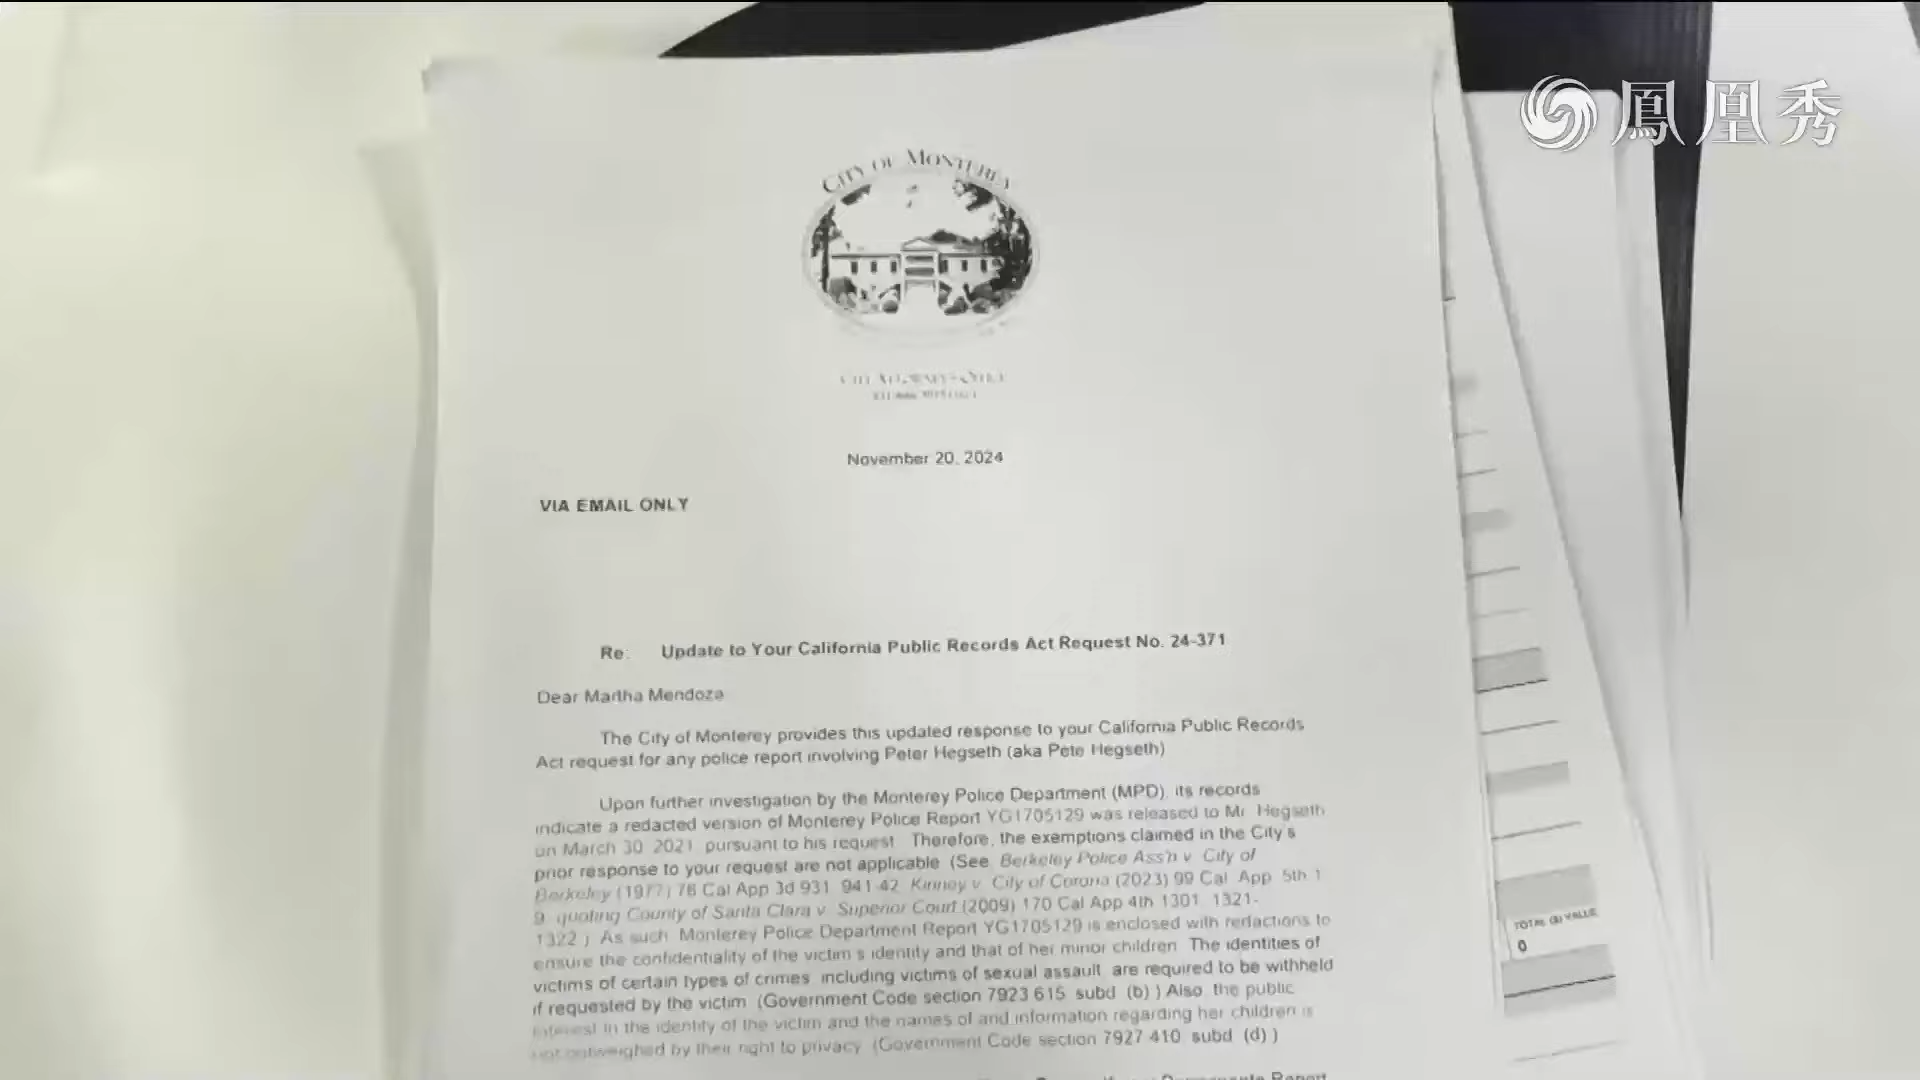 鳳凰秀
CITY OF MONTEREY
November 20, 2024
VIA EMAIL ONLY
Re: Update to Your California Public Records Act Request No. 24-371
Dear Martha Mendoza
The City of Monterey provides this updated response to your California Public Records
Act request for any police report involving Peter Hegseth (aka Pete Hegseth)
Upon further investigation by the Monterey Police Department (MPD), its records
indicate a redacted version of Monterey Police Report YG1705129 was released to Mr. Hegseth
on March 30, 2021, pursuant to his request. Therefore, the exemptions claimed in the City's
prior response to your request are not applicable. (See Berkeley Police Ass'n v. City of
Berkeley (1977) 76 Cal App 3d 931, 941-42, Kinney v. City of Corona (2023) 99 Cal. App. 5th 1,
9, quoting County of Santa Clara v. Superior Court (2009) 170 Cal App 4th 1301, 1321-
1322.) As such, Monterey Police Department Report YG1705129 is enclosed with redactions to
ensure the confidentiality of the victim's identity and that of her minor children. The identities of
victims of certain types of crimes, including victims of sexual assault, are required to be withheld
if requested by the victim. (Government Code section 7923.615, subd. (b).) Also, the public
interest in the identity of the victim and the names of and information regarding her children is
not outweighed by their right to privacy. (Government Code section 7927.410, subd. (d).)
Report
TOTAL ($) VALUE
0